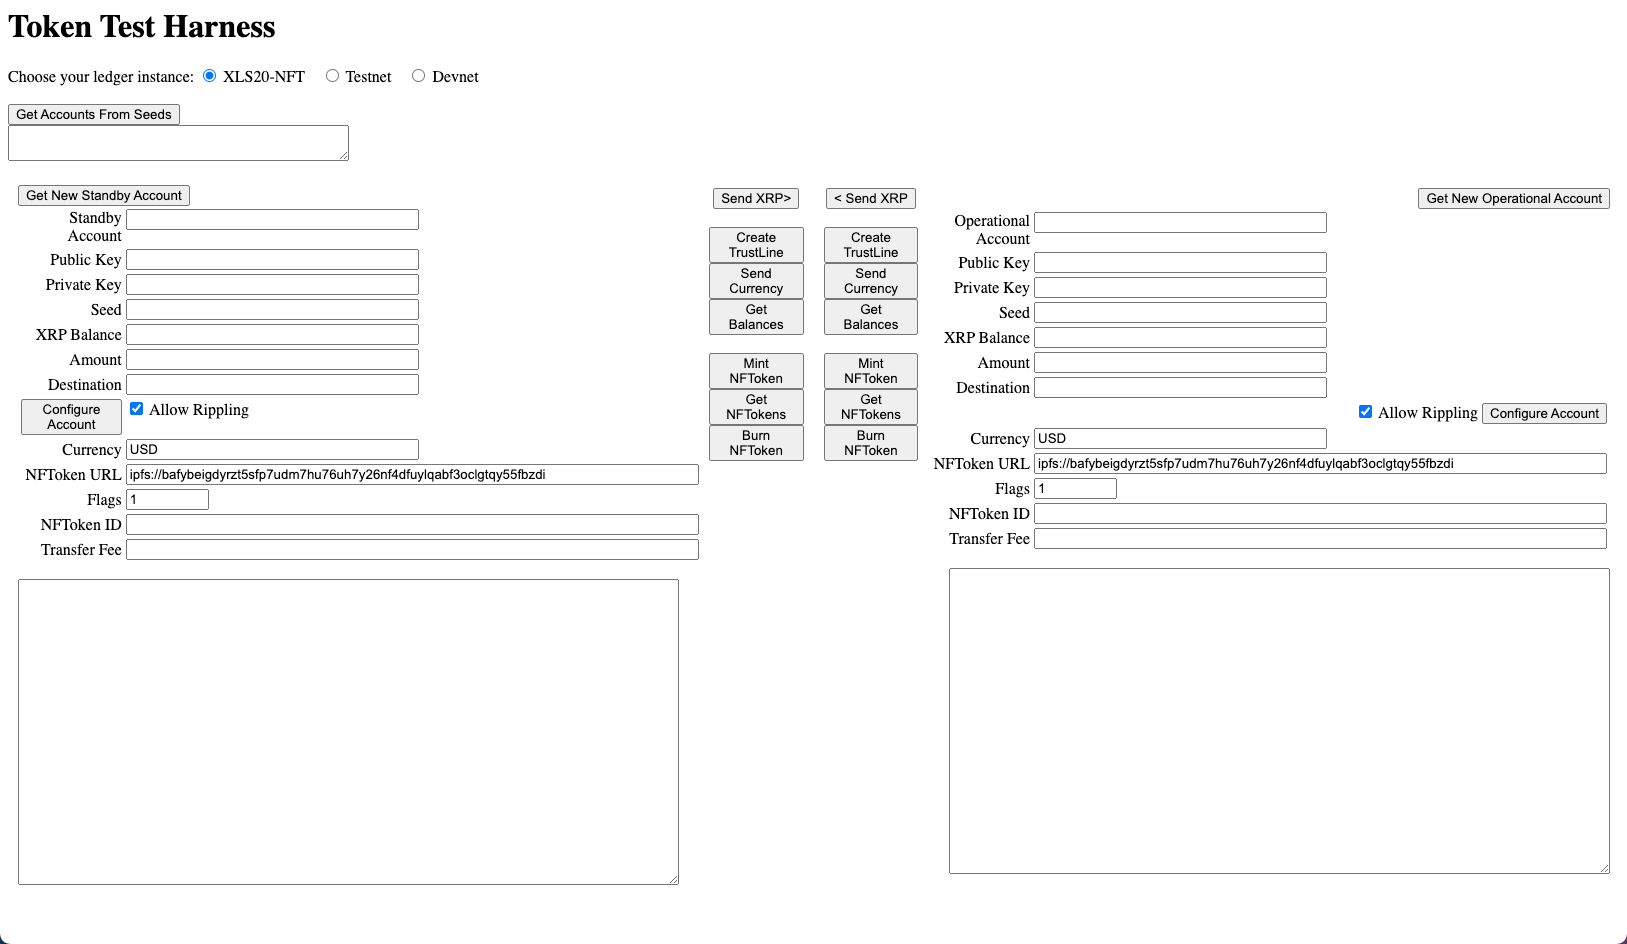 Token Test Harness
Choose your ledger instance: XLS20-NFT Testnet Devnet
Get Accounts From Seeds
Get New Standby Account
Standby
Account
Public Key
Private Key
Seed
XRP Balance
Amount
Destination
Configure
Account
Allow Rippling
Currency USD
NFToken URL ipfs://bafybeigdyrzt5sfp7udm7hu76uh7y26nf4dfuylqabf3oclgtqy55fbzdi
Flags 1
NFToken ID
Transfer Fee
Send XRP>
Create
TrustLine
Send
Currency
Get
Balances
Mint
NFToken
Get
NFTokens
Burn
NFToken
< Send XRP
Create
TrustLine
Send
Currency
Get
Balances
Mint
NFToken
Get
NFTokens
Burn
NFToken
Get New Operational Account
Operational
Account
Public Key
Private Key
Seed
XRP Balance
Amount
Destination
Allow Rippling Configure Account
Currency USD
NFToken URL ipfs://bafybeigdyrzt5sfp7udm7hu76uh7y26nf4dfuylqabf3oclgtqy55fbzdi
Flags 1
NFToken ID
Transfer Fee